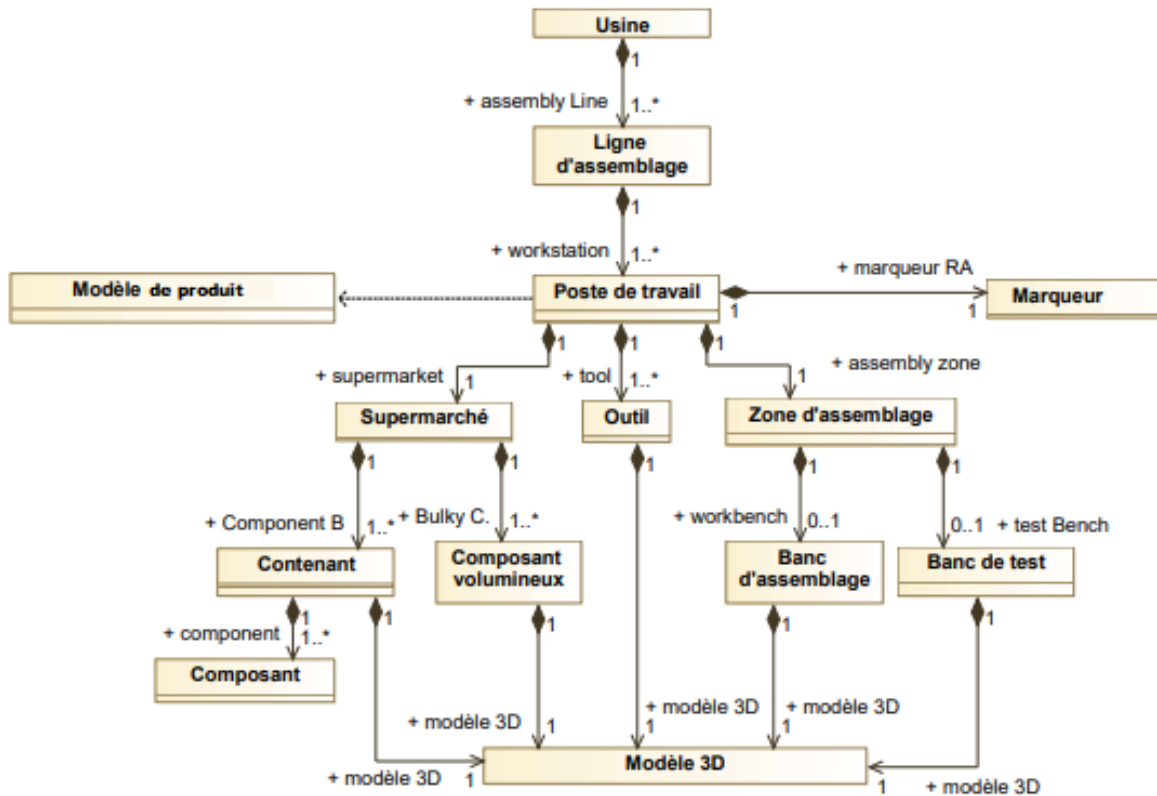 Usine
1
+ assembly Line
1..*
Ligne
d'assemblage
1
+ workstation
1..*
+ marqueur RA
Modèle de produit
Poste de travail
1
1
Marqueur
1
1
1
+ supermarket
1
+ tool
1..*
1
+ assembly zone
Supermarché
Outil
Zone d'assemblage
1
1
1
1
1
+ Component B
1..*
+ Bulky C.
1..*
+ workbench
0..1
0..1
+ test Bench
Contenant
Composant
volumineux
Banc
d'assemblage
Banc de test
1
1
1
1
1
+ component
1..*
Composant
+ modèle 3D
1
+ modèle 3D
1
+ modèle 3D
1
Modèle 3D
+ modèle 3D
1
1
+ modèle 3D